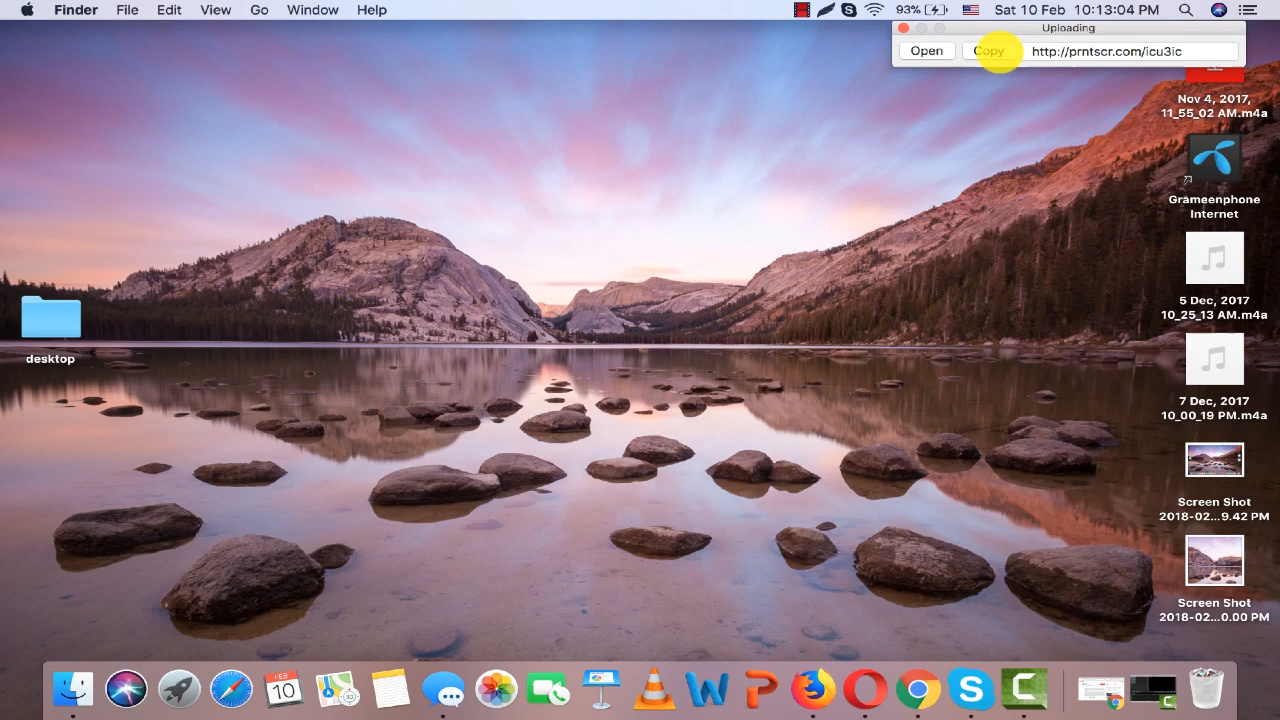 Finder File Edit View Go Window Help 93% Sat 10 Feb 10:13:04 PM
Uploading
Open Copy http://prntscr.com/icu3ic
Nov 4, 2017,
11_55_02 AM.m4a
Grameenphone
Internet
5 Dec, 2017
10_25_13 AM.m4a
desktop
7 Dec, 2017
10_00_19 PM.m4a
Screen Shot
2018-02...9.42 PM
Screen Shot
2018-02...0.00 PM
FEB
10